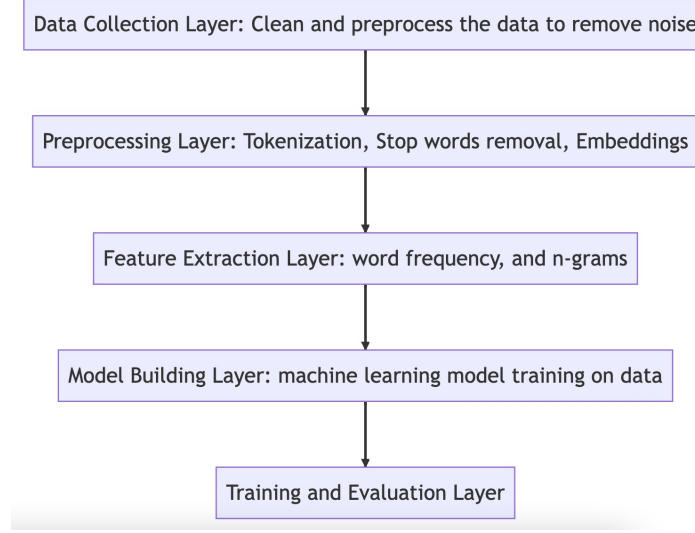 Data Collection Layer: Clean and preprocess the data to remove noise
Preprocessing Layer: Tokenization, Stop words removal, Embeddings
Feature Extraction Layer: word frequency, and n-grams
Model Building Layer: machine learning model training on data
Training and Evaluation Layer